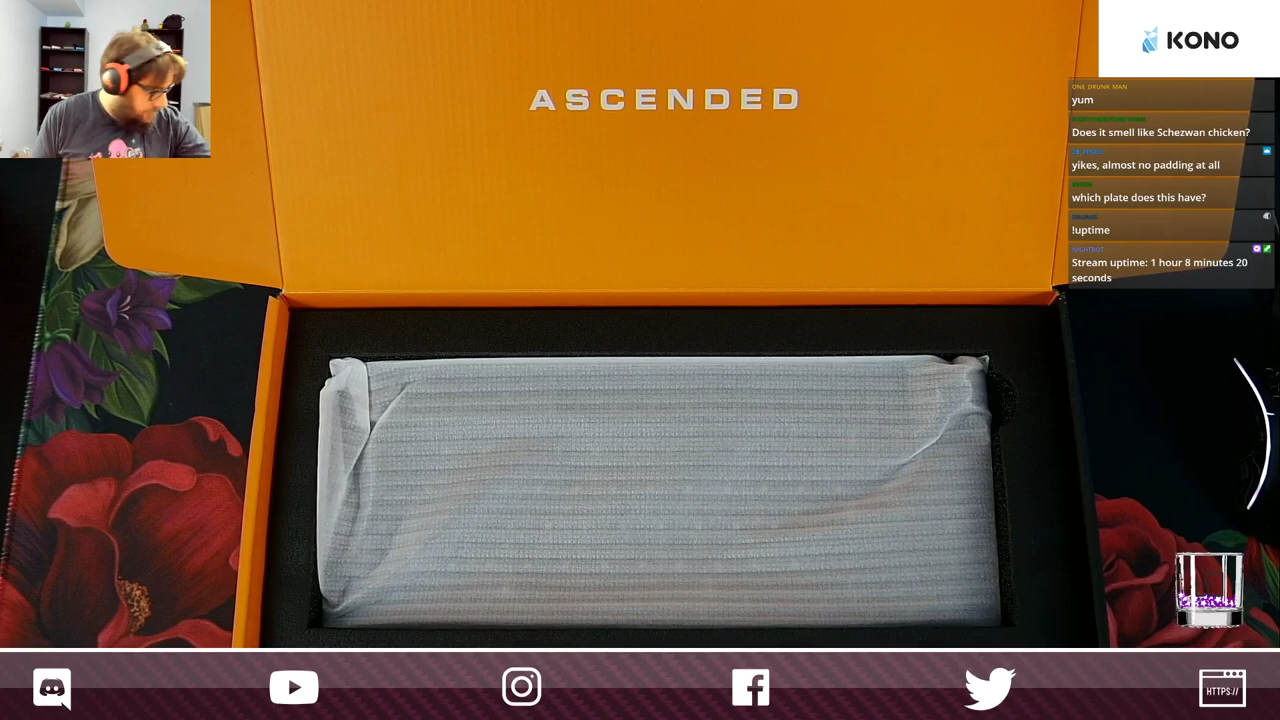 ASCENDED
KONO
ONE DRUNK MAN
yum
Does it smell like Schezwan chicken?
yikes, almost no padding at all
which plate does this have?
!uptime
NIGHTBOT
Stream uptime: 1 hour 8 minutes 20
seconds
HTTPS://